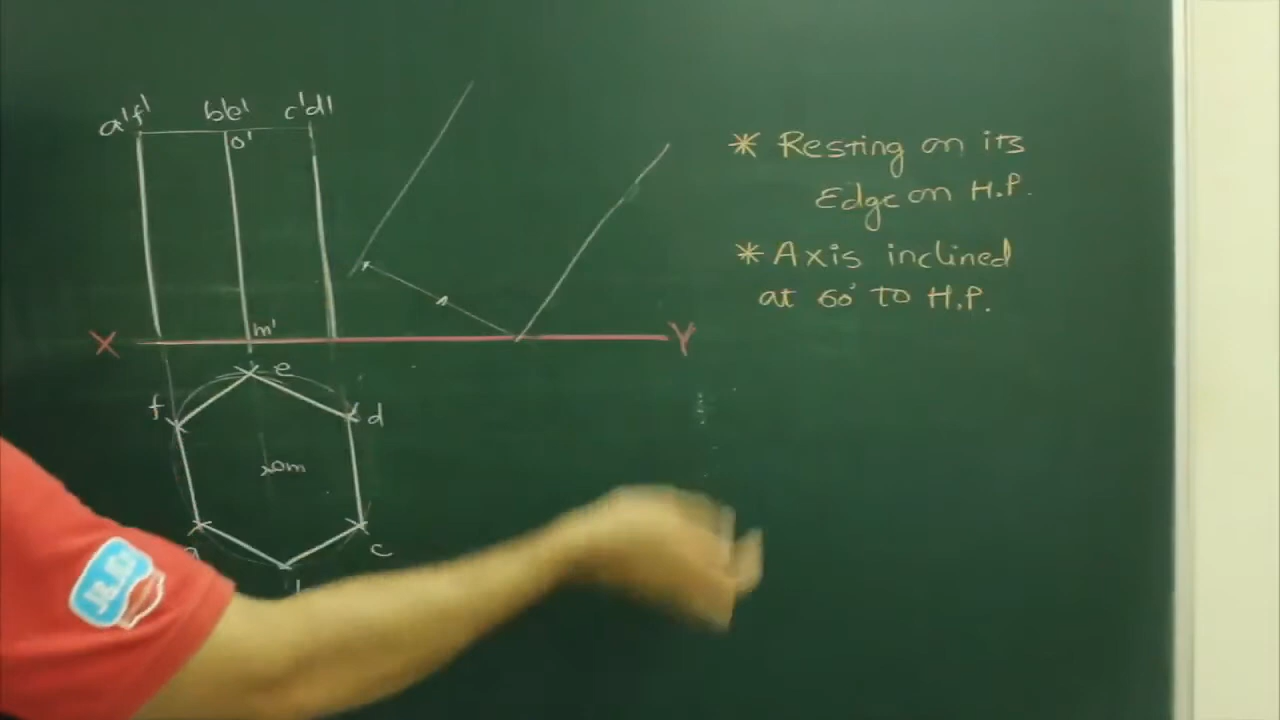 a'f' b'e' c'd'
o'
m'
X Y
e
f d
om
a c
* Resting on its
Edge on H.P.
* Axis inclined
at 60° to H.P.